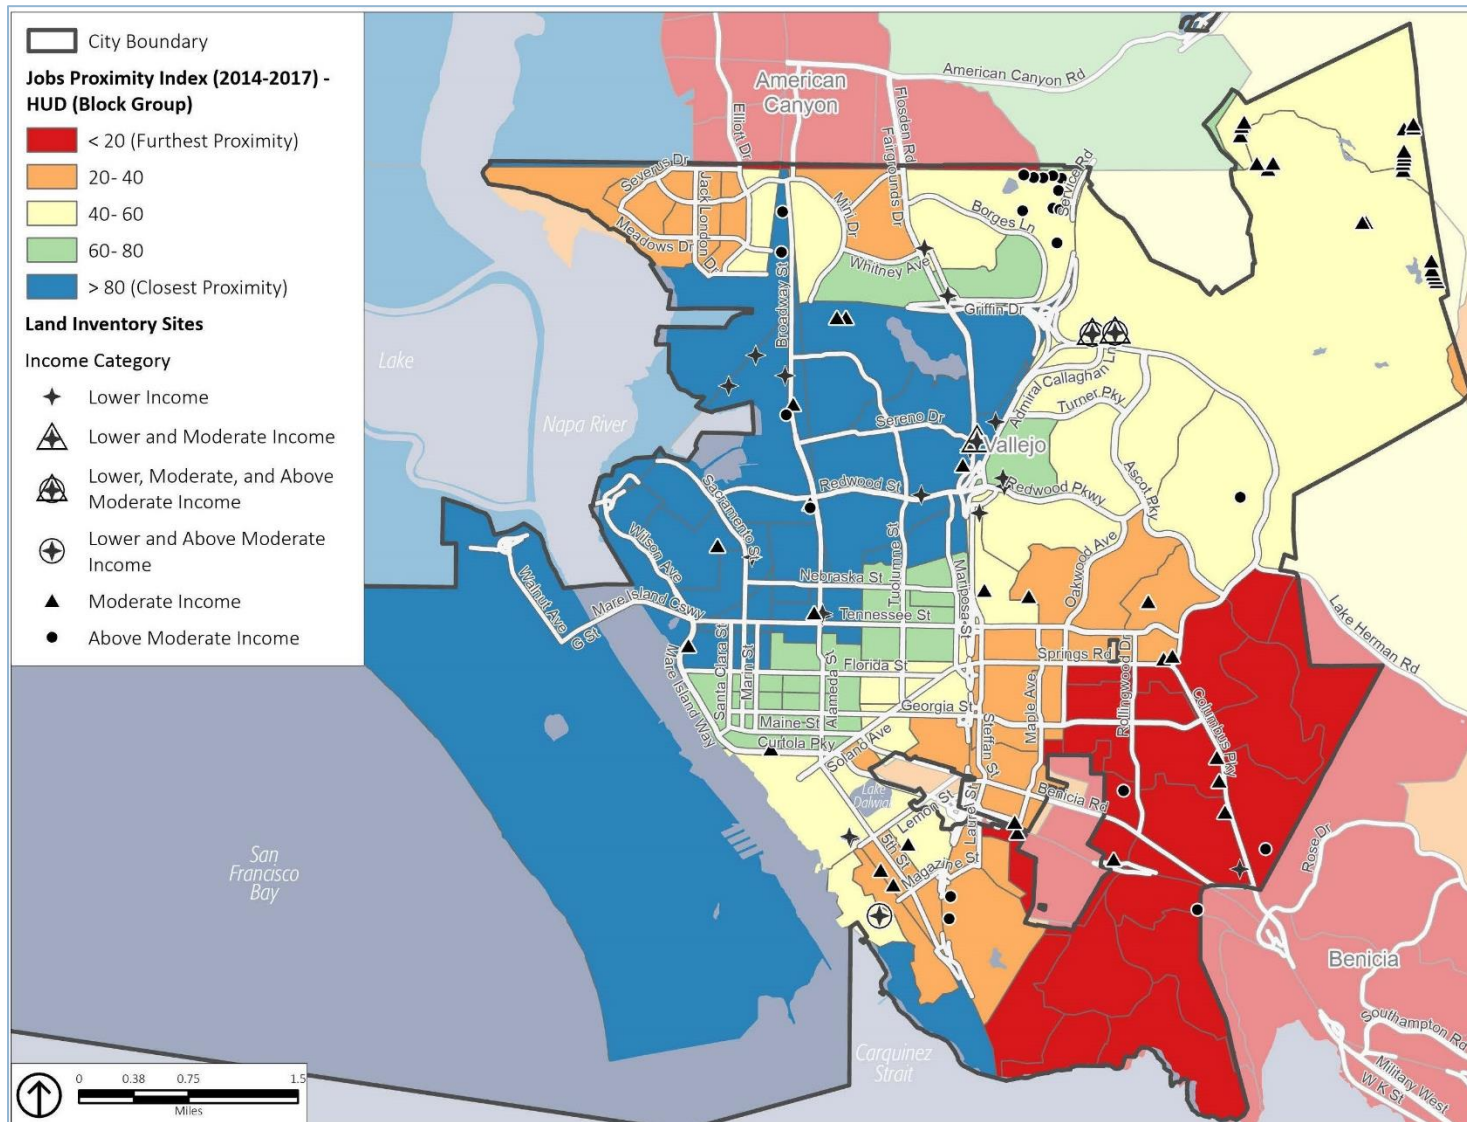 City Boundary
Jobs Proximity Index (2014-2017) -
HUD (Block Group)
< 20 (Furthest Proximity)
20- 40
40- 60
60- 80
> 80 (Closest Proximity)
Land Inventory Sites
Income Category
Lower Income
Lower and Moderate Income
Lower, Moderate, and Above
Moderate Income
Lower and Above Moderate
Income
Moderate Income
Above Moderate Income
American
Canyon
American Canyon Rd
Elliott Dr
Flosden Rd
Fairgrounds Dr
Service Rd
Severus Dr
Jack London Dr
Meadows Dr
Mini Dr
Borges Ln
Whitney Ave
Broadway St
Griffin Dr
Lake
Napa River
Admiral Callaghan Ln
Turner Pky
Sereno Dr
Vallejo
Ascot Pky
Redwood St
Redwood Pkwy
Sacramento S
Wilson Ave
Tuolumne St
Oakwood Ave
Nebraska St
Mariposa St
Walnut Ave
G St
Mare Island Cswy
Tennessee St
Lake Herman Rd
Springs Rd
Rollingwood Dr
Florida St
Santa Clara St
Marin St
Alameda St
Mare Island Way
Georgia St
Maple Ave
Columbus Pky
Maine St
Steffan St
Curtola Pky
Solano Ave
Lake
Dalwigk
Lemon St
Laurel S
Benicia Rd
5th St
Magazine St
Rose Dr
San
Francisco
Bay
Benicia
Southampton Rd
Carquinez
Strait
Military West
W K St
0 0.38 0.75 1.5
Miles